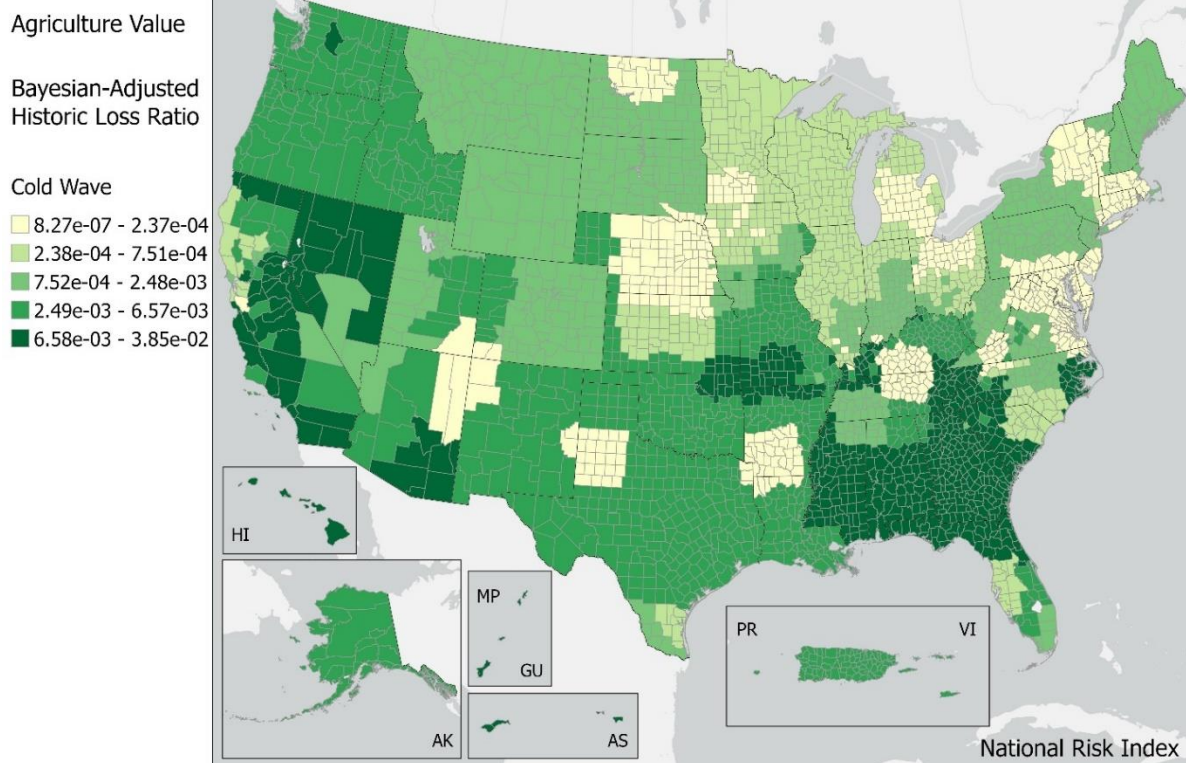 Agriculture Value
Bayesian-Adjusted
Historic Loss Ratio
Cold Wave
8.27e-07 - 2.37e-04
2.38e-04 - 7.51e-04
7.52e-04 - 2.48e-03
2.49e-03 - 6.57e-03
6.58e-03 - 3.85e-02
HI
AK
MP
GU
AS
PR
VI
National Risk Index